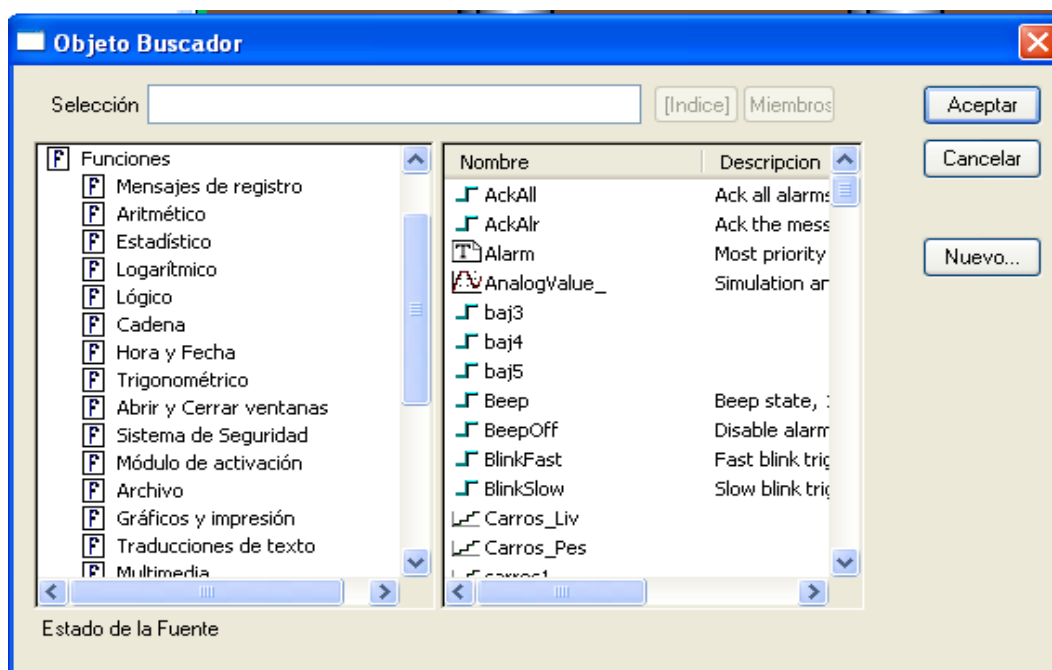 Objeto Buscador
Selección [Indice] Miembros Aceptar
Cancelar
Nuevo...
Funciones
Mensajes de registro
Aritmético
Estadístico
Logarítmico
Lógico
Cadena
Hora y Fecha
Trigonométrico
Abrir y Cerrar ventanas
Sistema de Seguridad
Módulo de activación
Archivo
Gráficos y impresión
Traducciones de texto
Multimedia
Nombre Descripcion
AckAll Ack all alarms
AckAlr Ack the mess
Alarm Most priority
AnalogValue_ Simulation an
baj3
baj4
baj5
Beep Beep state,
BeepOff Disable alarm
BlinkFast Fast blink trig
BlinkSlow Slow blink trig
Carros_Liv
Carros_Pes
carros1
Estado de la Fuente